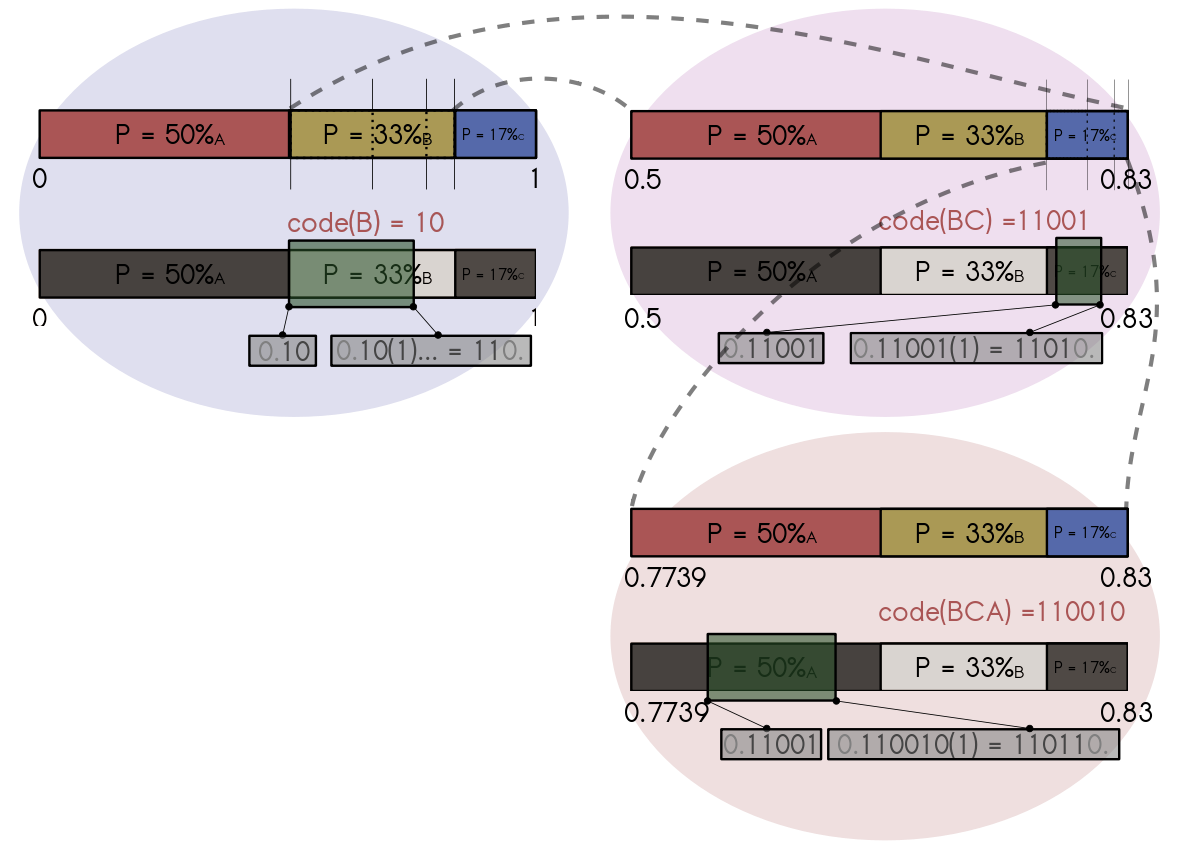 P = 50%A P = 33%B P = 17%C
0 1
code(B) = 10
P = 50%A P = 33%B P = 17%C
0 1
0.10 0.10(1)... = 110.
P = 50%A P = 33%B P = 17%C
0.5 0.83
code(BC) =11001
P = 50%A P = 33%B P = 17%C
0.5 0.83
0.11001 0.11001(1) = 11010.
P = 50%A P = 33%B P = 17%C
0.7739 0.83
code(BCA) =110010
P = 50%A P = 33%B P = 17%C
0.7739 0.83
0.11001 0.110010(1) = 110110.